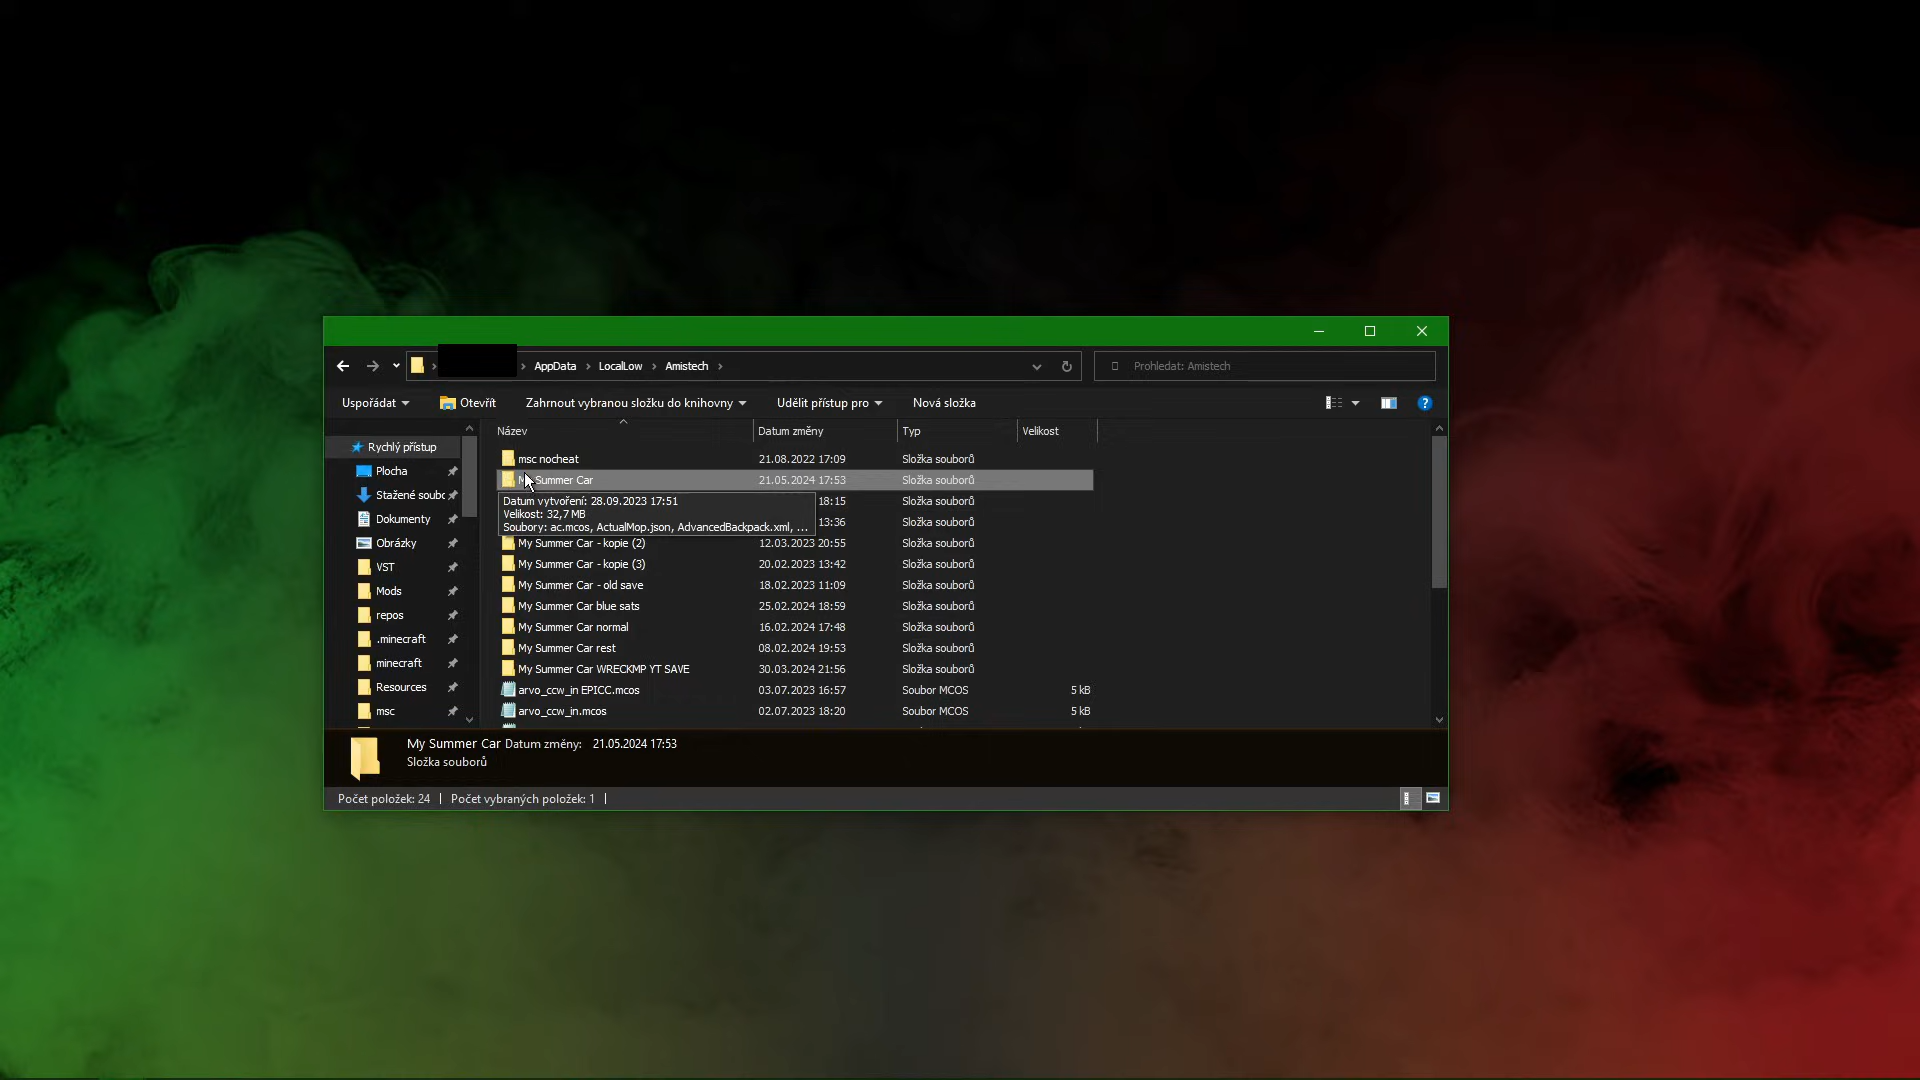 AppData > LocalLow > Amistech >
Prohledat: Amistech
Uspořádat Otevřít Zahrnout vybranou složku do knihovny Udělit přístup pro Nová složka ?
Název Datum změny Typ Velikost
Rychlý přístup
Plocha
Stažené soubo
Dokumenty
Obrázky
VST
Mods
repos
.minecraft
minecraft
Resources
msc
msc nocheat 21.08.2022 17:09 Složka souborů
Summer Car 21.05.2024 17:53 Složka souborů
18:15 Složka souborů
13:36 Složka souborů
Datum vytvoření: 28.09.2023 17:51
Velikost: 32,7 MB
Soubory: ac.mcos, ActualMop.json, AdvancedBackpack.xml, ...
My Summer Car - kopie (2) 12.03.2023 20:55 Složka souborů
My Summer Car - kopie (3) 20.02.2023 13:42 Složka souborů
My Summer Car - old save 18.02.2023 11:09 Složka souborů
My Summer Car blue sats 25.02.2024 18:59 Složka souborů
My Summer Car normal 16.02.2024 17:48 Složka souborů
My Summer Car rest 08.02.2024 19:53 Složka souborů
My Summer Car WRECKMP YT SAVE 30.03.2024 21:56 Složka souborů
arvo_ccw_in EPICC.mcos 03.07.2023 16:57 Soubor MCOS 5 kB
arvo_ccw_in.mcos 02.07.2023 18:20 Soubor MCOS 5 kB
My Summer Car Datum změny: 21.05.2024 17:53
Složka souborů
Počet položek: 24 | Počet vybraných položek: 1 |